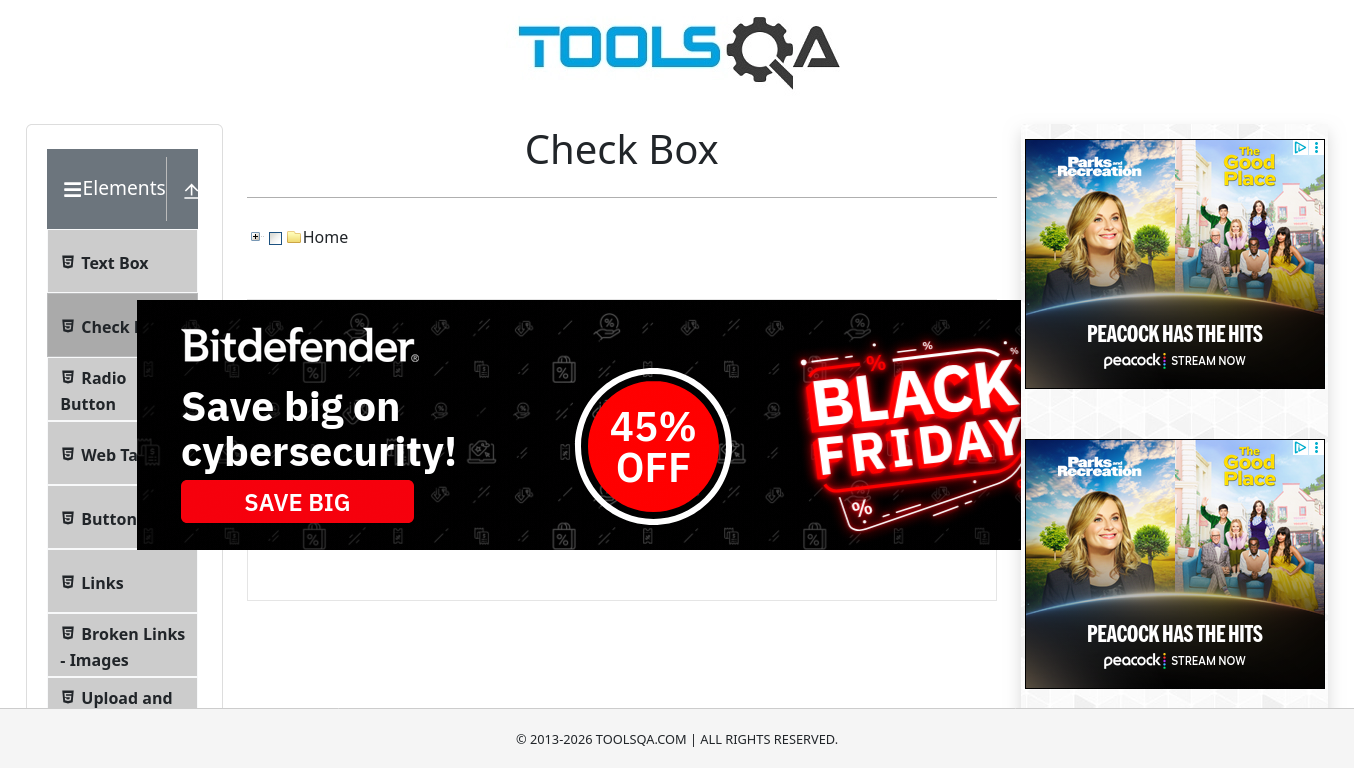 TOOLSQA
Check Box
Elements
Text Box
Check
Radio
Button
Web Ta
Button
Links
Broken Links
- Images
Upload and
Home
Bitdefender®
Save big on
cybersecurity!
SAVE BIG
45%
OFF
BLACK
FRIDAY
Parks and
Recreation
The
Good
Place
PEACOCK HAS THE HITS
peacock STREAM NOW
Parks and
Recreation
The
Good
Place
PEACOCK HAS THE HITS
peacock STREAM NOW
© 2013-2026 TOOLSQA.COM | ALL RIGHTS RESERVED.